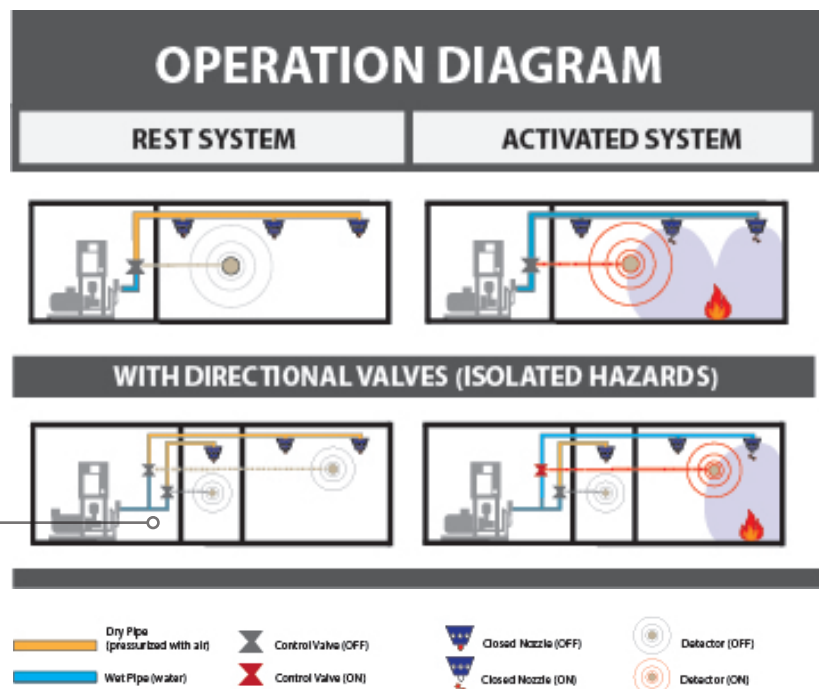 OPERATION DIAGRAM
REST SYSTEM
ACTIVATED SYSTEM
WITH DIRECTIONAL VALVES (ISOLATED HAZARDS)
Dry Pipe
(pressurized with air)
Control Valve (OFF)
Closed Nozzle (OFF)
Detector (OFF)
Wet Pipe (water)
Control Valve (ON)
Closed Nozzle (ON)
Detector (ON)